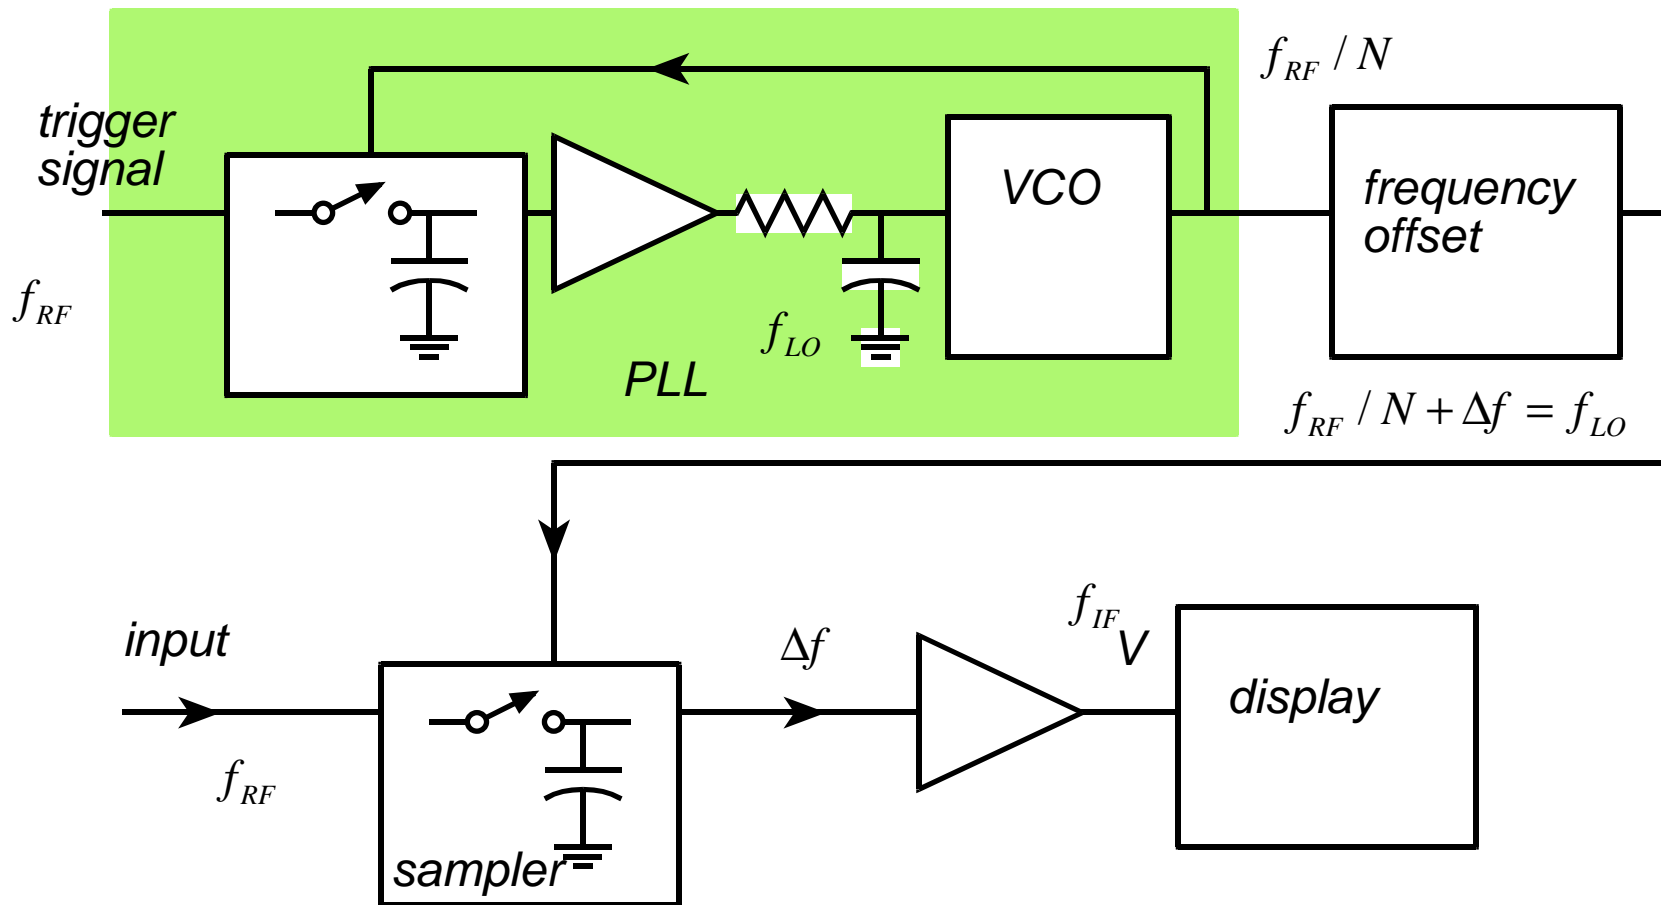 f_RF / N
trigger
signal
VCO
frequency
offset
f_RF
f_LO
PLL
f_RF / N + Δf = f_LO
input
Δf
f_IF
V
display
f_RF
sampler